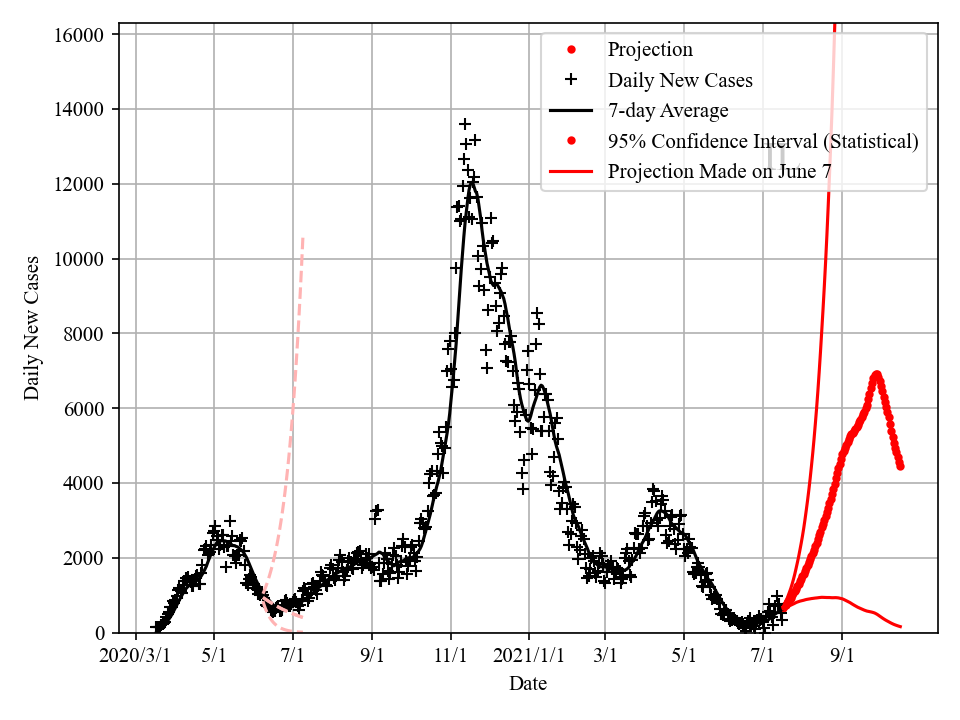 16000
14000
12000
10000
8000
6000
4000
2000
0
Daily New Cases
Projection
Daily New Cases
7-day Average
95% Confidence Interval (Statistical)
Projection Made on June 7
2020/3/1 5/1 7/1 9/1 11/1 2021/1/1 3/1 5/1 7/1 9/1
Date